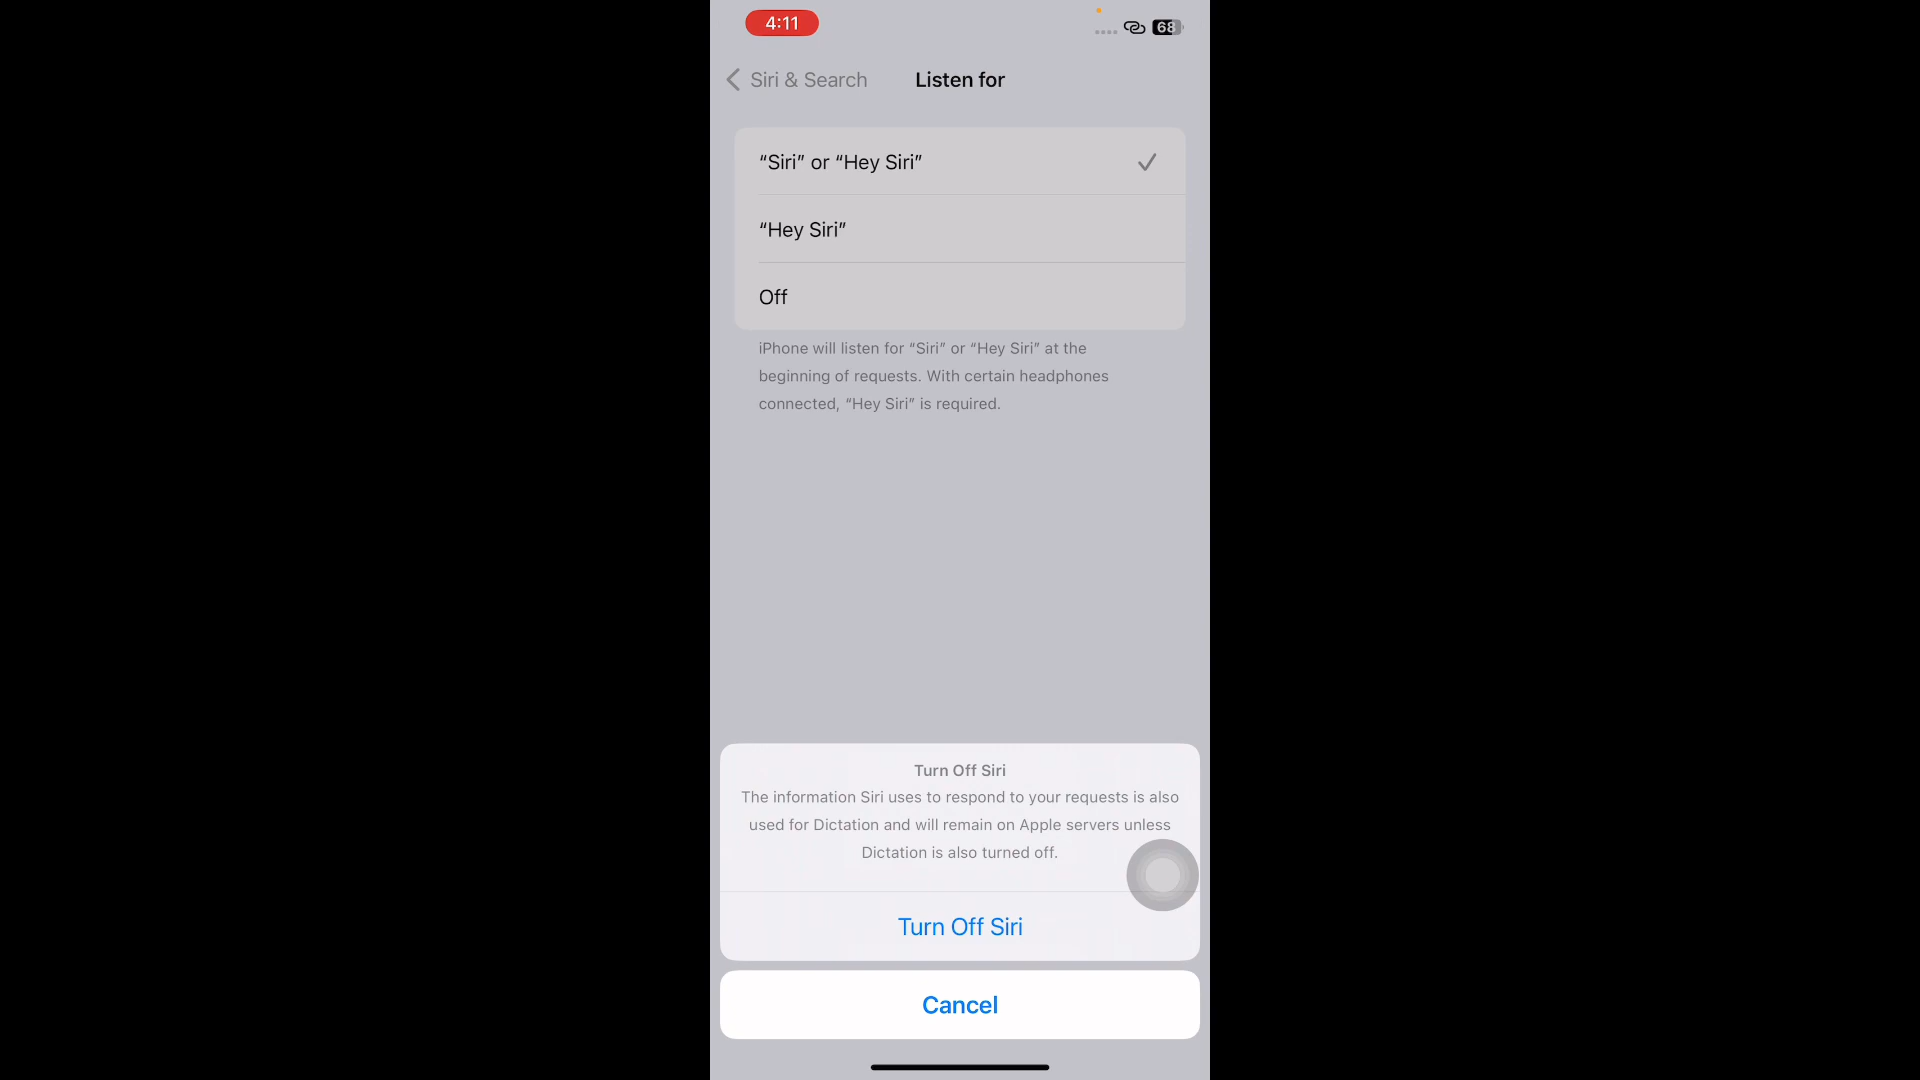 4:11
68
Siri & Search
Listen for
“Siri” or “Hey Siri”
“Hey Siri”
Off
iPhone will listen for “Siri” or “Hey Siri” at the
beginning of requests. With certain headphones
connected, “Hey Siri” is required.
Turn Off Siri
The information Siri uses to respond to your requests is also
used for Dictation and will remain on Apple servers unless
Dictation is also turned off.
Turn Off Siri
Cancel